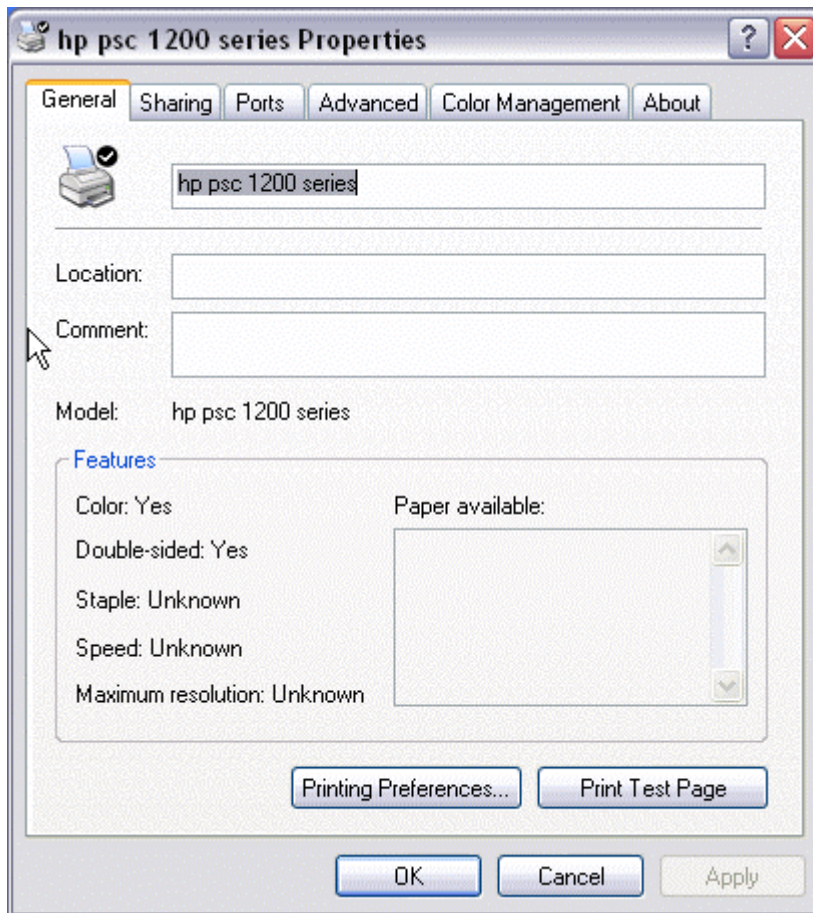 hp psc 1200 series Properties
General Sharing Ports Advanced Color Management About
hp psc 1200 series
Location:
Comment:
Model: hp psc 1200 series
Features
Color: Yes Paper available:
Double-sided: Yes
Staple: Unknown
Speed: Unknown
Maximum resolution: Unknown
Printing Preferences... Print Test Page
OK Cancel Apply